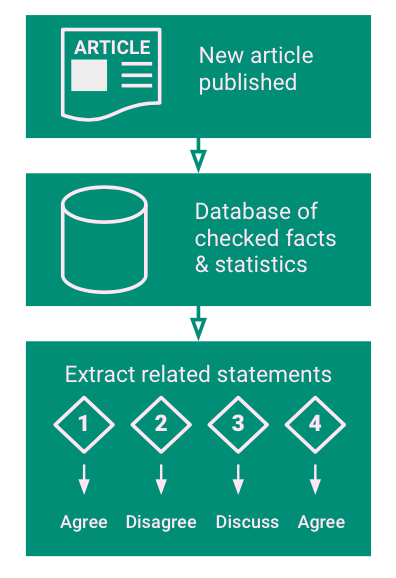 ARTICLE
New article
published
Database of
checked facts
& statistics
Extract related statements
1 2 3 4
Agree Disagree Discuss Agree